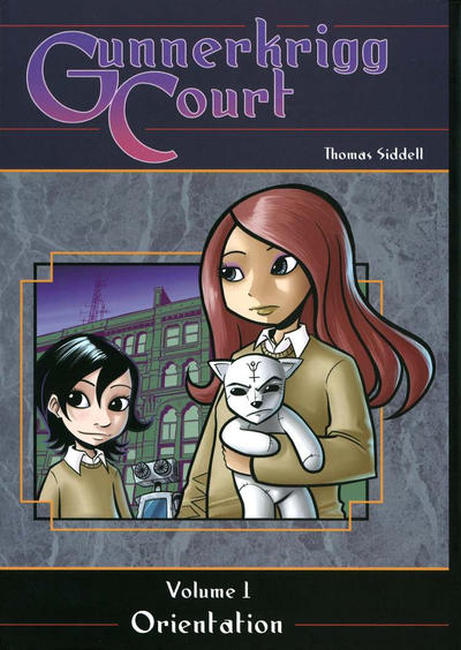 Gunnerkrigg
Court
Thomas Siddell
Volume 1
Orientation